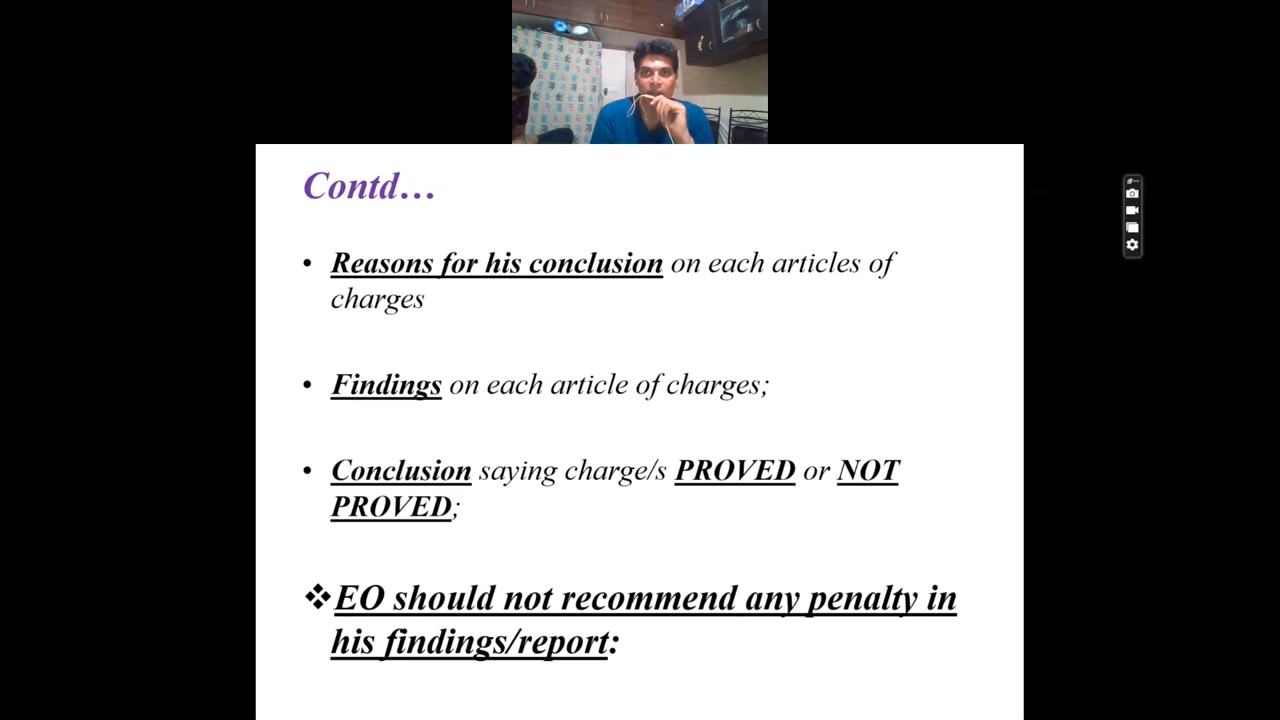 Contd…
• Reasons for his conclusion on each articles of
charges
• Findings on each article of charges;
• Conclusion saying charge/s PROVED or NOT
PROVED;
❖EO should not recommend any penalty in
his findings/report: